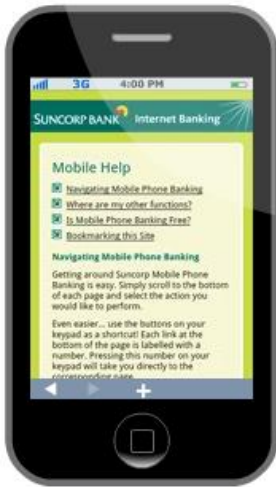 3G 4:00 PM
SUNCORP BANK Internet Banking
Mobile Help
Navigating Mobile Phone Banking
Where are my other functions?
Is Mobile Phone Banking Free?
Bookmarking this Site
Navigating Mobile Phone Banking
Getting around Suncorp Mobile Phone
Banking is easy. Simply scroll to the bottom
of each page and select the action you
would like to perform.
Even easier... use the buttons on your
keypad as a shortcut! Each link at the
bottom of the page is labelled with a
number. Pressing this number on your
keypad will take you directly to the
corresponding page